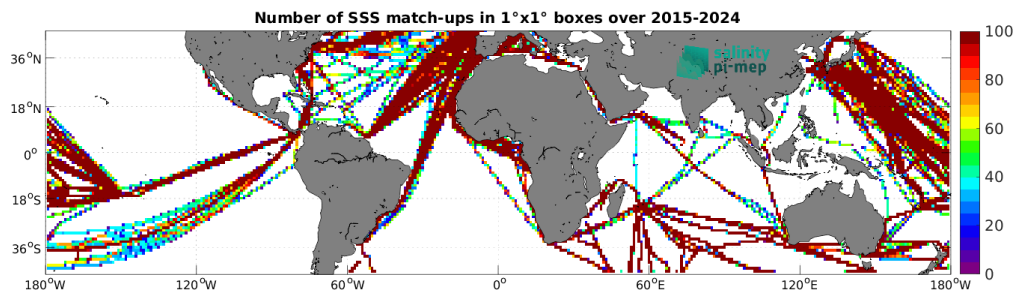 Number of SSS match-ups in 1°x1° boxes over 2015-2024
salinity
pi-mep
36°N
18°N
0°
18°S
36°S
180°W
120°W
60°W
0°
60°E
120°E
180°W
100
80
60
40
20
0